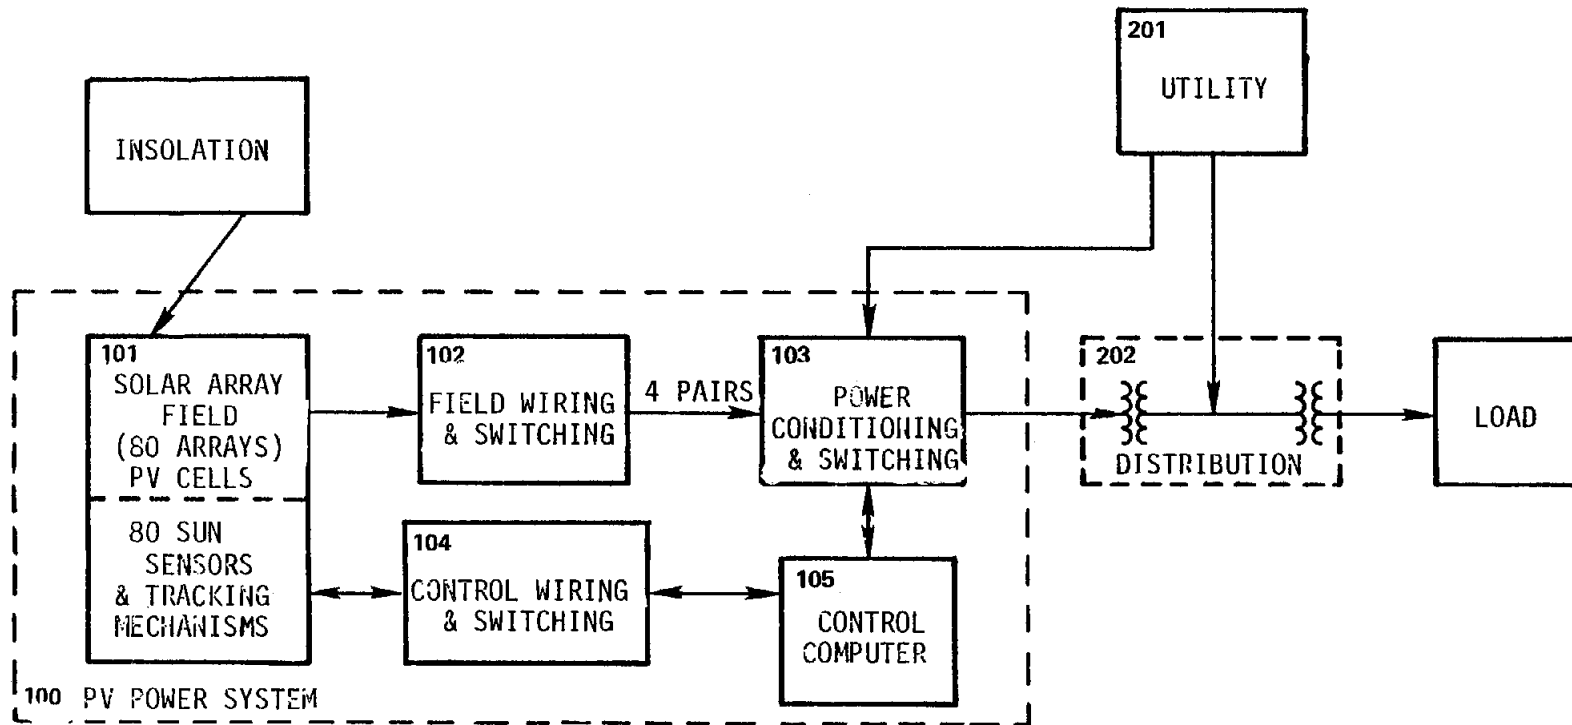 201
UTILITY
INSOLATION
101
SOLAR ARRAY
FIELD
(80 ARRAYS)
PV CELLS
80 SUN
SENSORS
& TRACKING
MECHANISMS
102
FIELD WIRING
& SWITCHING
4 PAIRS
103
POWER
CONDITIONING
& SWITCHING
202
DISTRIBUTION
LOAD
104
CONTROL WIRING
& SWITCHING
105
CONTROL
COMPUTER
100 PV POWER SYSTEM